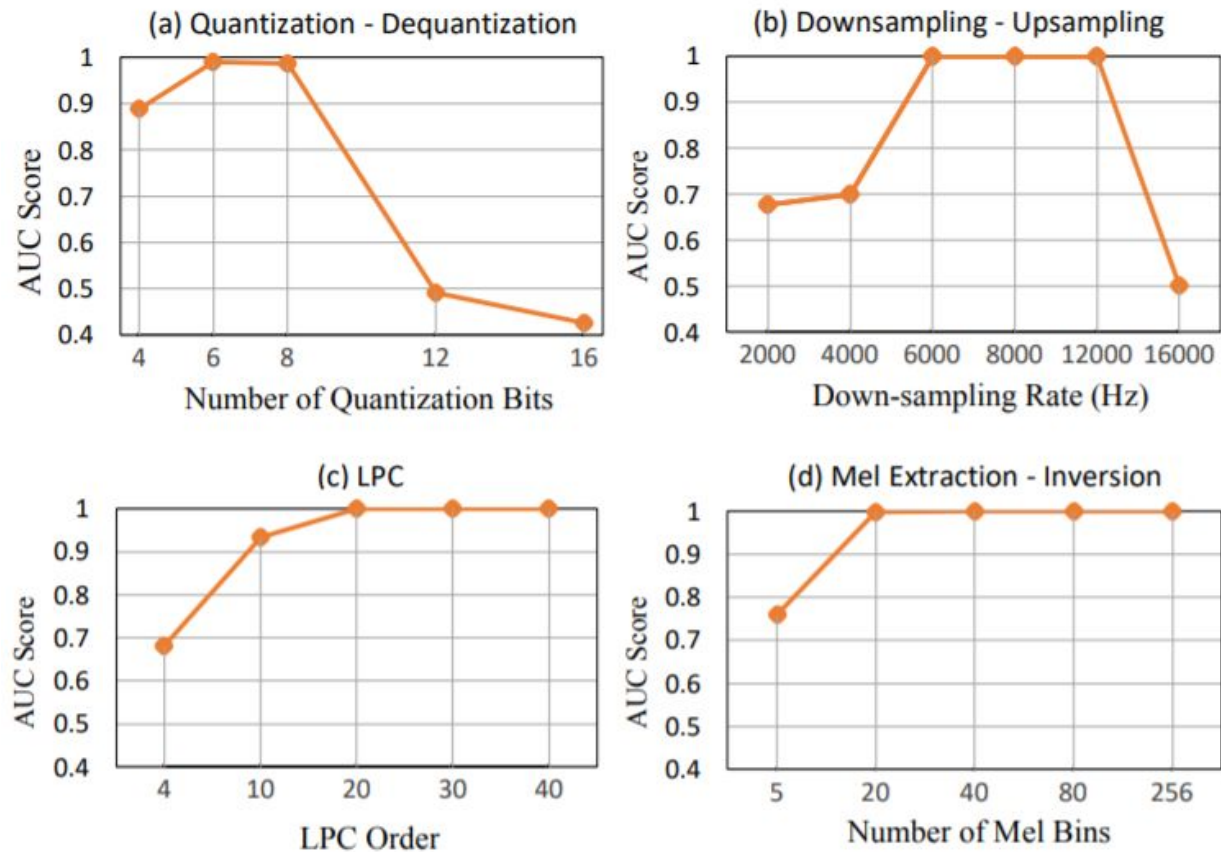 (a) Quantization - Dequantization
1
0.9
0.8
0.7
0.6
0.5
0.4
AUC Score
4 6 8 12 16
Number of Quantization Bits
(b) Downsampling - Upsampling
1
0.9
0.8
0.7
0.6
0.5
0.4
AUC Score
2000 4000 6000 8000 12000 16000
Down-sampling Rate (Hz)
(c) LPC
1
0.9
0.8
0.7
0.6
0.5
0.4
AUC Score
4 10 20 30 40
LPC Order
(d) Mel Extraction - Inversion
1
0.9
0.8
0.7
0.6
0.5
0.4
AUC Score
5 20 40 80 256
Number of Mel Bins